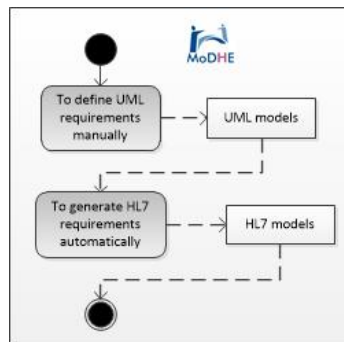 MoDHE
To define UML
requirements
manually
UML models
To generate HL7
requirements
automatically
HL7 models